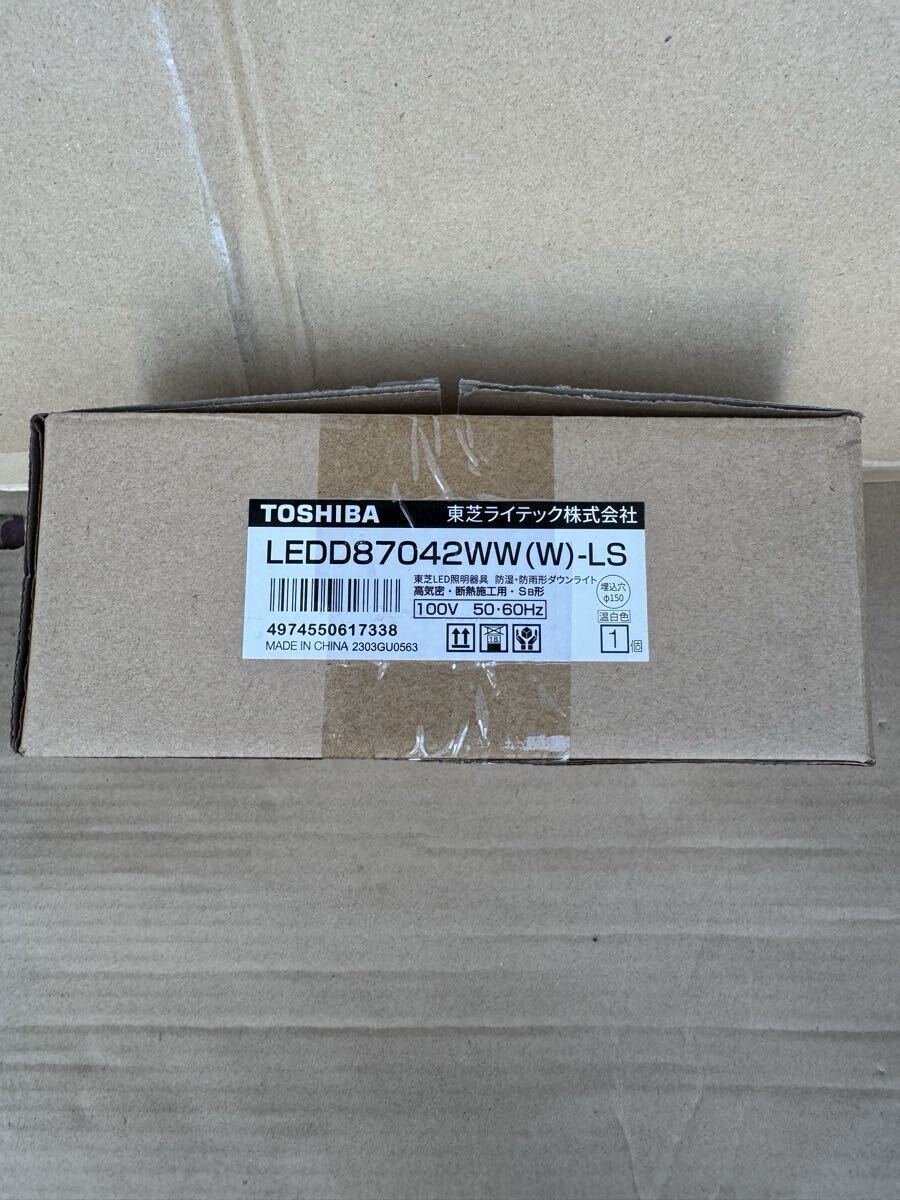 TOSHIBA 東芝ライテック株式会社
LEDD87042WW(W)-LS
東芝LED照明器具 防湿・防雨形ダウンライト
高気密・断熱施工用・SB形
埋込穴
φ150
100V 50・60Hz
温白色
4974550617338
MADE IN CHINA 2303GU0563
18
1個